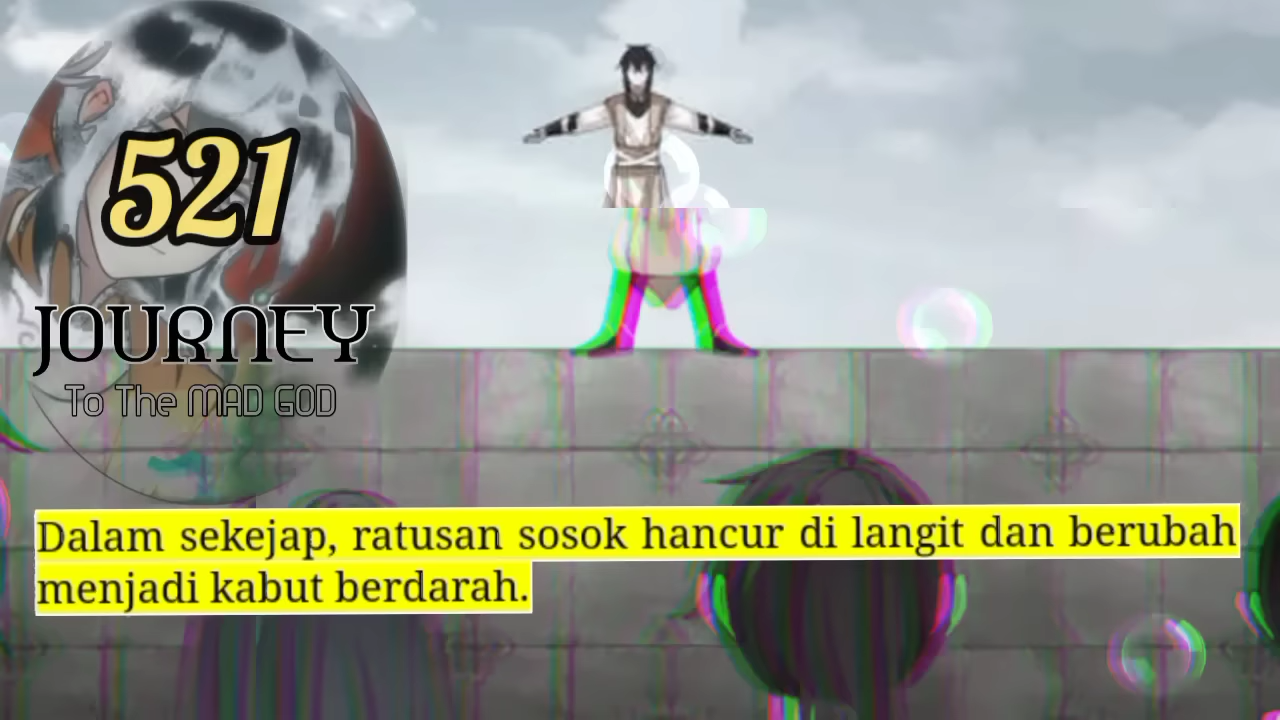 521
JOURNEY
To The MAD GOD
Dalam sekejap, ratusan sosok hancur di langit dan berubah
menjadi kabut berdarah.